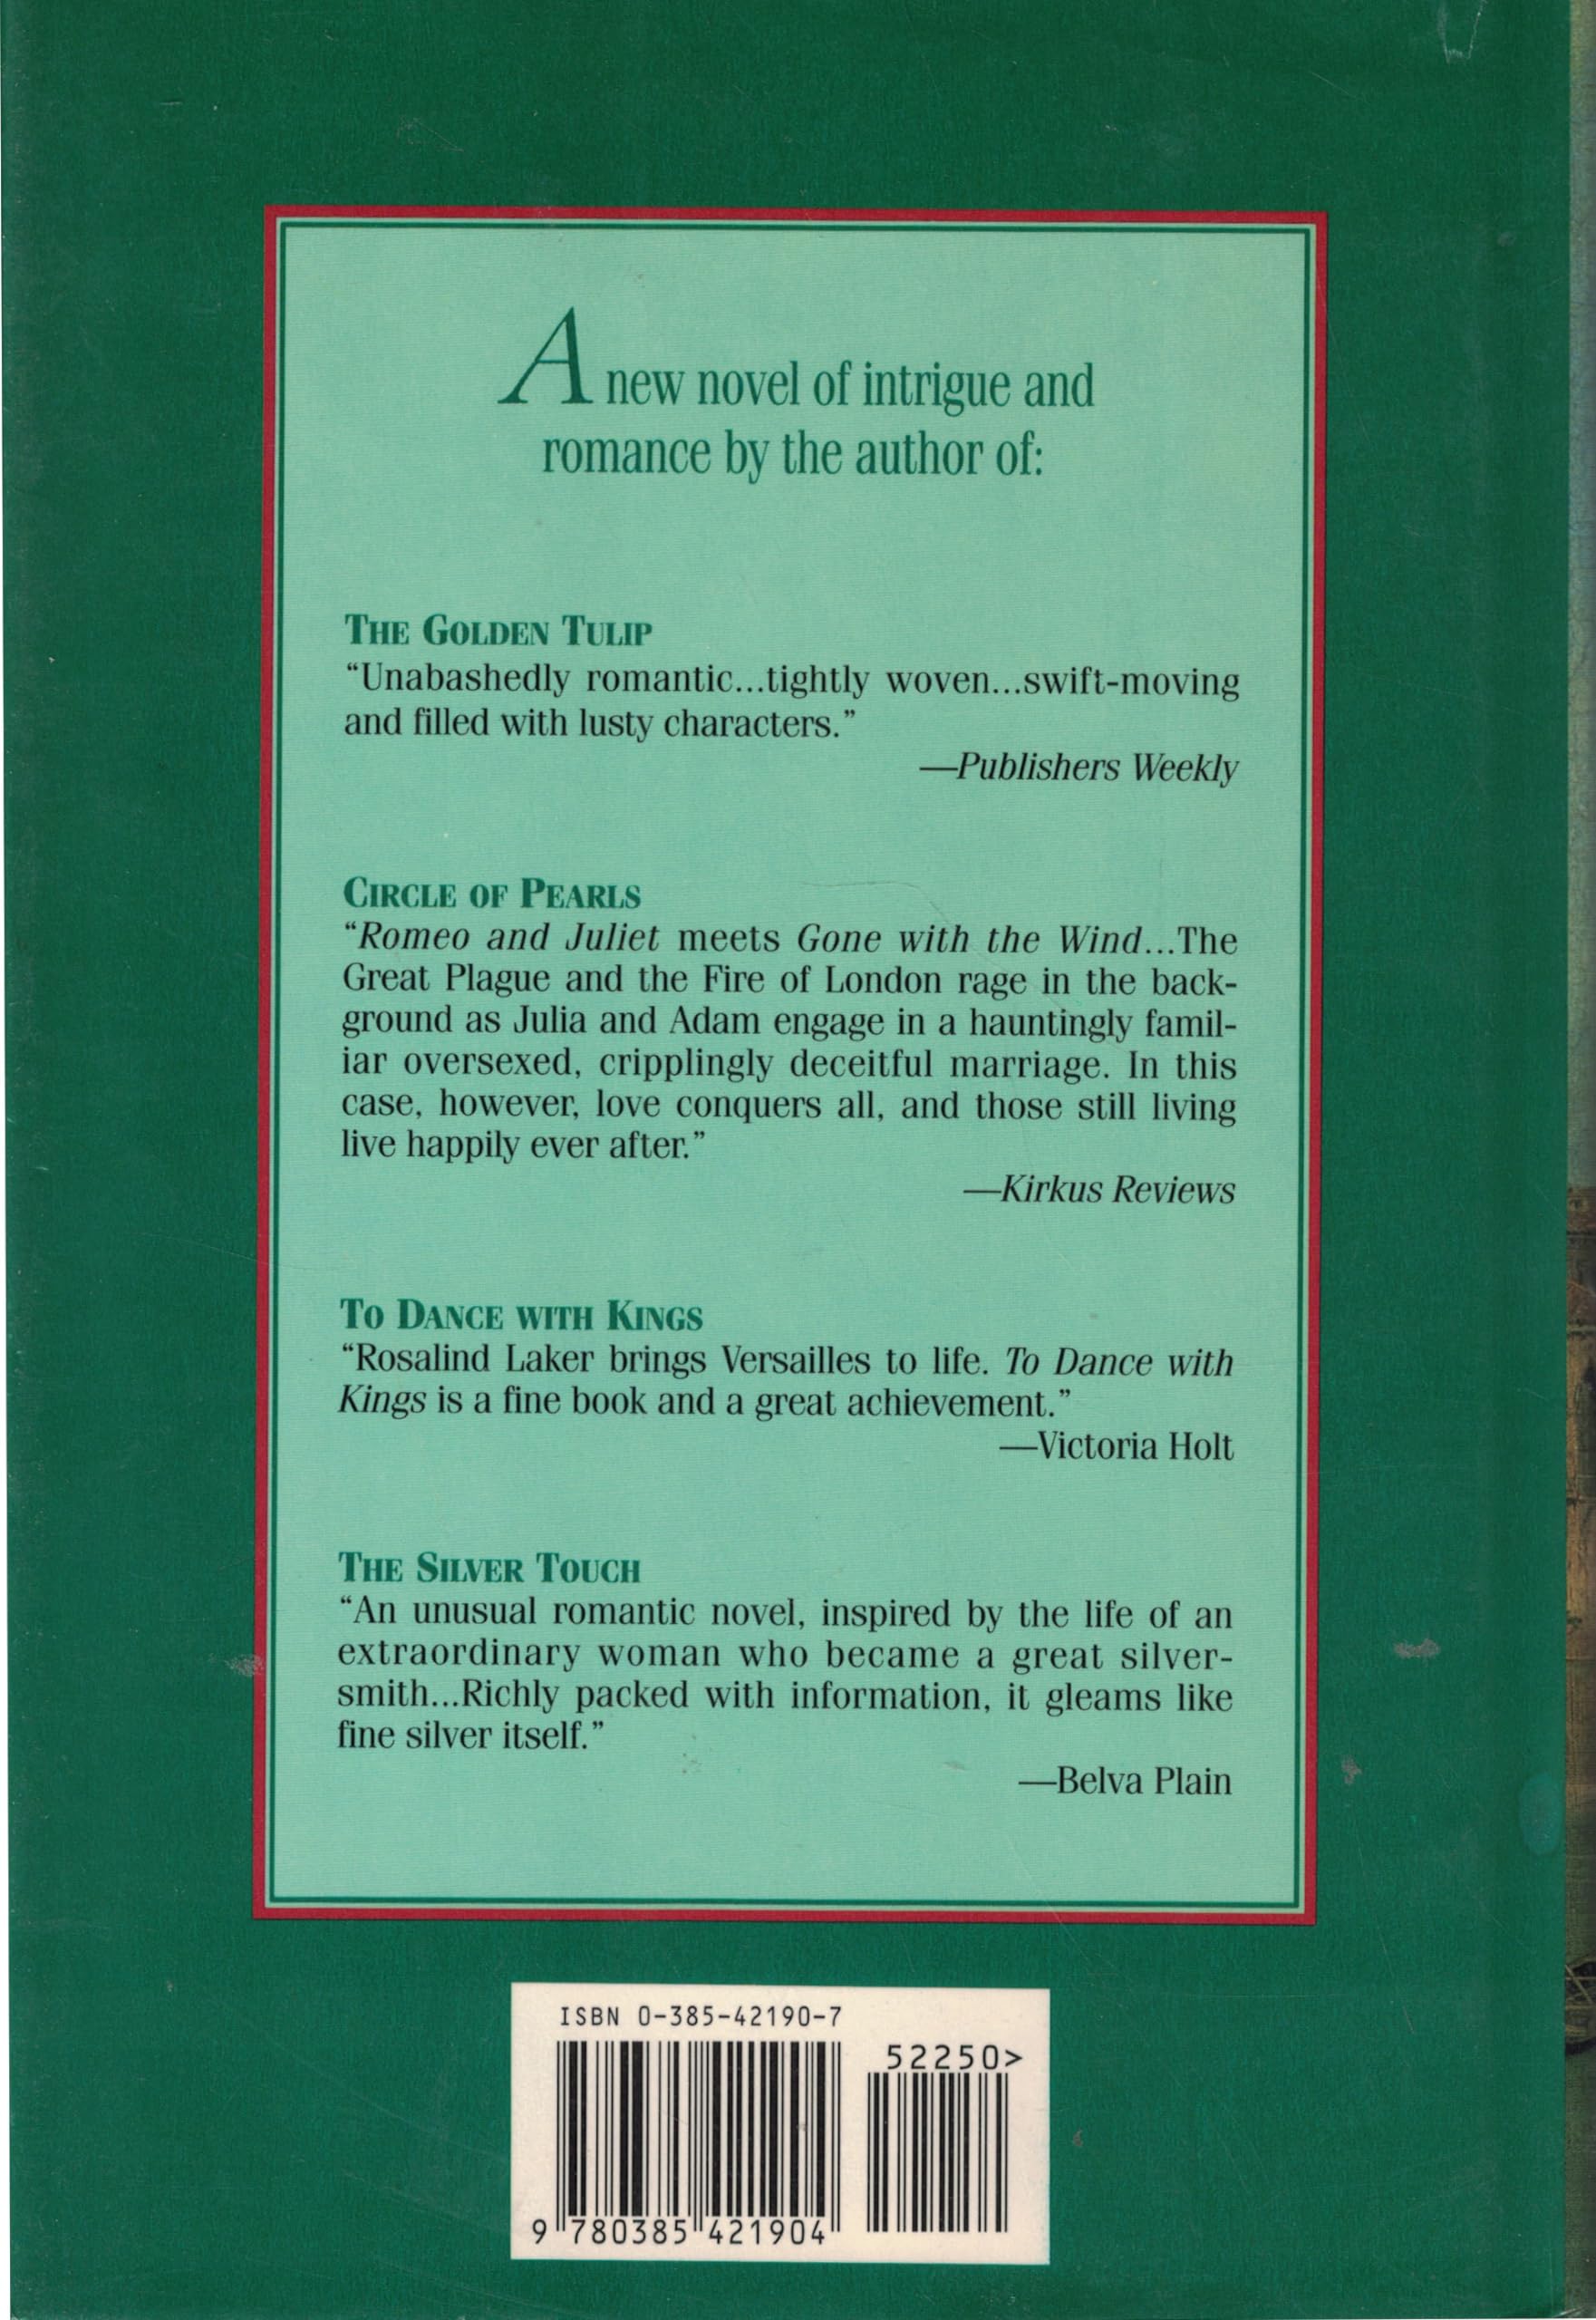 A new novel of intrigue and
romance by the author of:
THE GOLDEN TULIP
“Unabashedly romantic...tightly woven...swift-moving
and filled with lusty characters.”
—Publishers Weekly
CIRCLE OF PEARLS
“Romeo and Juliet meets Gone with the Wind...The
Great Plague and the Fire of London rage in the back-
ground as Julia and Adam engage in a hauntingly famil-
iar oversexed, cripplingly deceitful marriage. In this
case, however, love conquers all, and those still living
live happily ever after.”
—Kirkus Reviews
TO DANCE WITH KINGS
“Rosalind Laker brings Versailles to life. To Dance with
Kings is a fine book and a great achievement.”
—Victoria Holt
THE SILVER TOUCH
“An unusual romantic novel, inspired by the life of an
extraordinary woman who became a great silver-
smith...Richly packed with information, it gleams like
fine silver itself.”
—Belva Plain
ISBN 0-385-42190-7
52250>
9 780385 421904